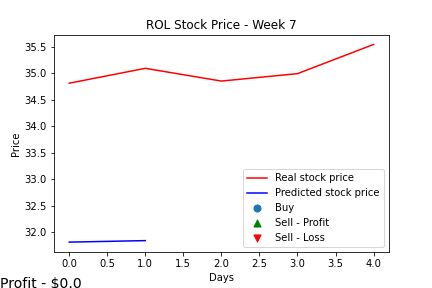 ROL Stock Price - Week 7
35.5
35.0
34.5
34.0
33.5
33.0
32.5
32.0
Price
Real stock price
Predicted stock price
Buy
Sell - Profit
Sell - Loss
0.0 0.5 1.0 1.5 2.0 2.5 3.0 3.5 4.0
Days
Profit - $0.0